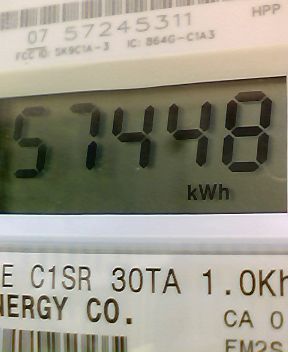 HPP
07 57245311
FCC ID: SK9C1A-3 IC: 864G-C1A3
57448
kWh
E C1SR 30TA 1.0Kh
NERGY CO.
CA 0
EM2S